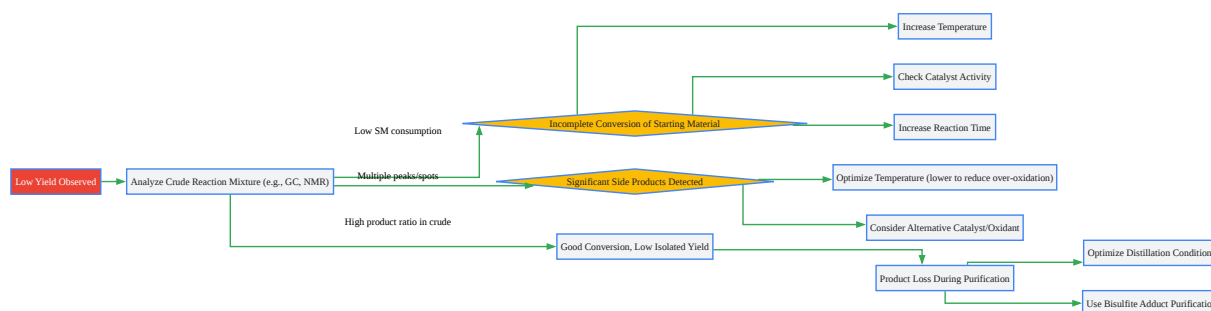 Increase Temperature
Check Catalyst Activity
Low SM consumption
Incomplete Conversion of Starting Material
Increase Reaction Time
Low Yield Observed
Analyze Crude Reaction Mixture (e.g., GC, NMR)
Multiple peaks/spots
Significant Side Products Detected
Optimize Temperature (lower to reduce over-oxidation)
High product ratio in crude
Consider Alternative Catalyst/Oxidant
Good Conversion, Low Isolated Yield
Optimize Distillation Condition
Product Loss During Purification
Use Bisulfite Adduct Purification